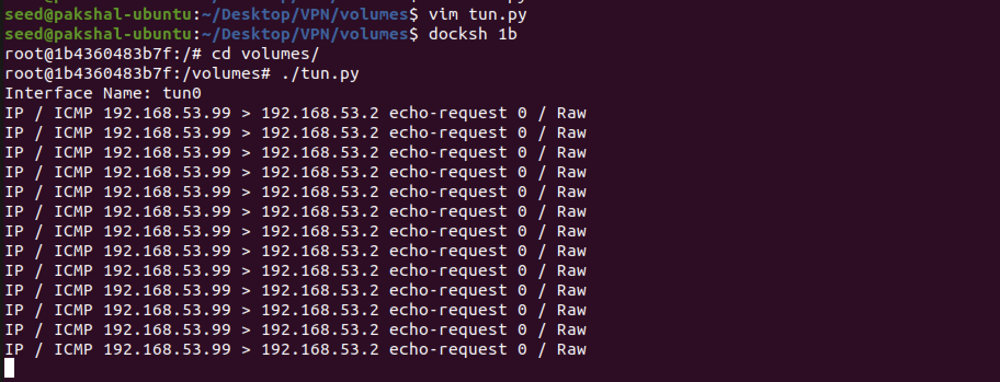 seed@pakshal-ubuntu:~/Desktop/VPN/volumes$ vim tun.py
seed@pakshal-ubuntu:~/Desktop/VPN/volumes$ docksh 1b
root@1b4360483b7f:/# cd volumes/
root@1b4360483b7f:/volumes# ./tun.py
Interface Name: tun0
IP / ICMP 192.168.53.99 > 192.168.53.2 echo-request 0 / Raw
IP / ICMP 192.168.53.99 > 192.168.53.2 echo-request 0 / Raw
IP / ICMP 192.168.53.99 > 192.168.53.2 echo-request 0 / Raw
IP / ICMP 192.168.53.99 > 192.168.53.2 echo-request 0 / Raw
IP / ICMP 192.168.53.99 > 192.168.53.2 echo-request 0 / Raw
IP / ICMP 192.168.53.99 > 192.168.53.2 echo-request 0 / Raw
IP / ICMP 192.168.53.99 > 192.168.53.2 echo-request 0 / Raw
IP / ICMP 192.168.53.99 > 192.168.53.2 echo-request 0 / Raw
IP / ICMP 192.168.53.99 > 192.168.53.2 echo-request 0 / Raw
IP / ICMP 192.168.53.99 > 192.168.53.2 echo-request 0 / Raw
IP / ICMP 192.168.53.99 > 192.168.53.2 echo-request 0 / Raw
IP / ICMP 192.168.53.99 > 192.168.53.2 echo-request 0 / Raw
IP / ICMP 192.168.53.99 > 192.168.53.2 echo-request 0 / Raw